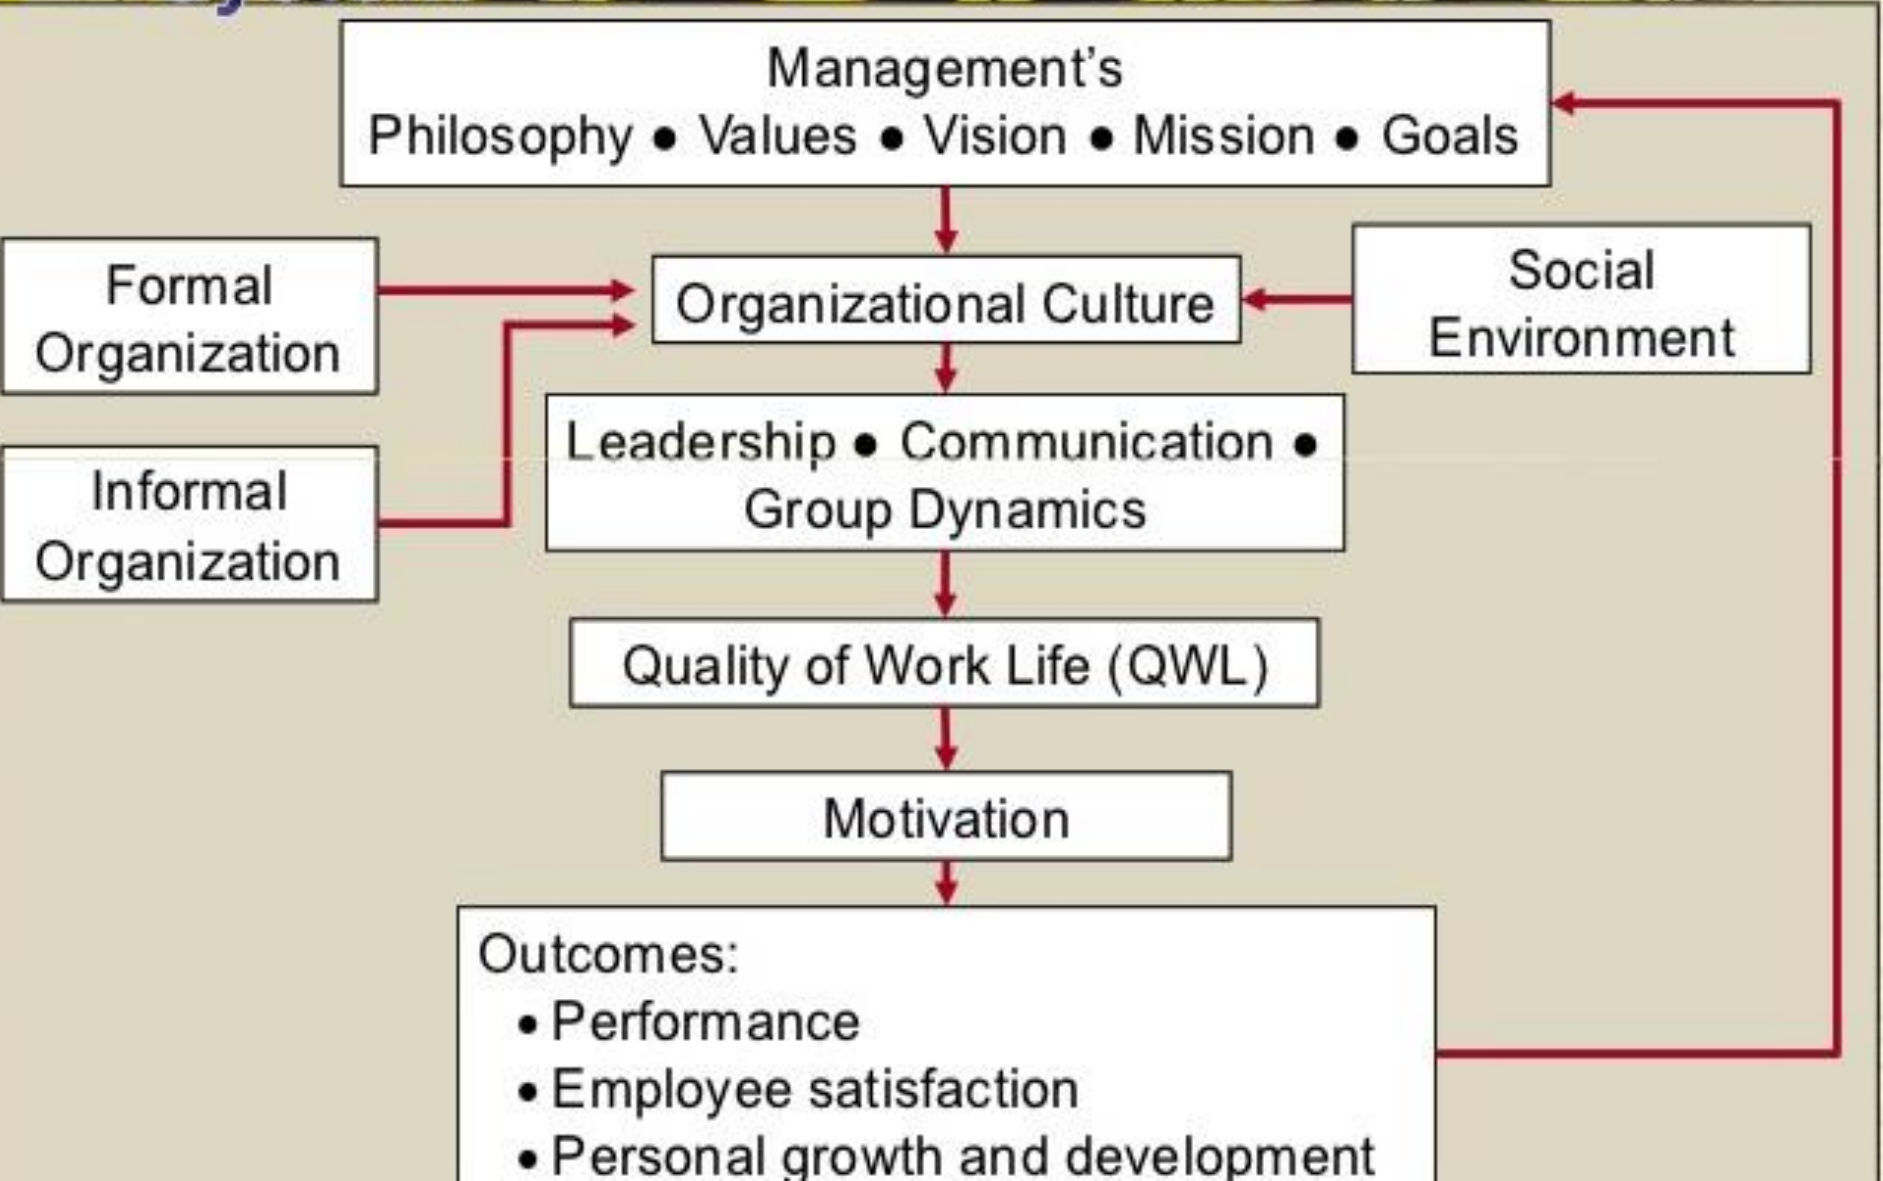 Management’s
Philosophy ● Values ● Vision ● Mission ● Goals
Formal
Organization
Organizational Culture
Social
Environment
Leadership ● Communication ●
Group Dynamics
Informal
Organization
Quality of Work Life (QWL)
Motivation
Outcomes:
• Performance
• Employee satisfaction
• Personal growth and development